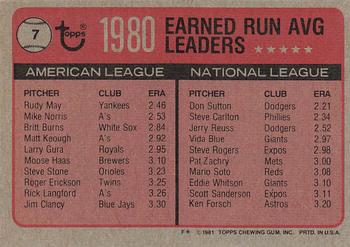 7
topps
1980 EARNED RUN AVG
LEADERS ★★★★★
AMERICAN LEAGUE
PITCHER CLUB ERA
Rudy May Yankees 2.46
Mike Norris A's 2.53
Britt Burns White Sox 2.84
Matt Keough A's 2.92
Larry Gura Royals 2.95
Moose Haas Brewers 3.10
Steve Stone Orioles 3.23
Roger Erickson Twins 3.25
Rick Langford A's 3.26
Jim Clancy Blue Jays 3.30
NATIONAL LEAGUE
PITCHER CLUB ERA
Don Sutton Dodgers 2.21
Steve Carlton Phillies 2.34
Jerry Reuss Dodgers 2.52
Vida Blue Giants 2.97
Steve Rogers Expos 2.98
Pat Zachry Mets 3.00
Mario Soto Reds 3.08
Eddie Whitson Giants 3.10
Scott Sanderson Expos 3.11
Ken Forsch Astros 3.20
F* © 1981 TOPPS CHEWING GUM, INC. PRTD. IN U.S.A.